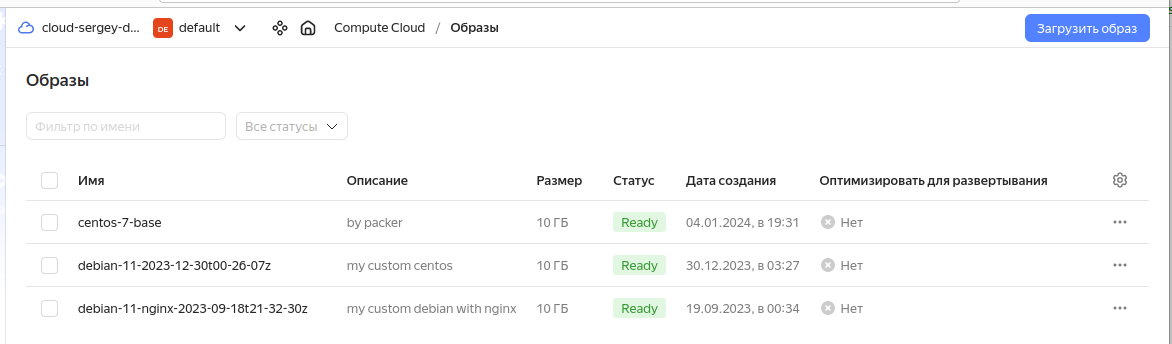 cloud-sergey-d... DE default Compute Cloud / Образы Загрузить образ
Образы
Фильтр по имени Все статусы
Имя Описание Размер Статус Дата создания Оптимизировать для развертывания
centos-7-base by packer 10 ГБ Ready 04.01.2024, в 19:31 Нет
debian-11-2023-12-30t00-26-07z my custom centos 10 ГБ Ready 30.12.2023, в 03:27 Нет
debian-11-nginx-2023-09-18t21-32-30z my custom debian with nginx 10 ГБ Ready 19.09.2023, в 00:34 Нет